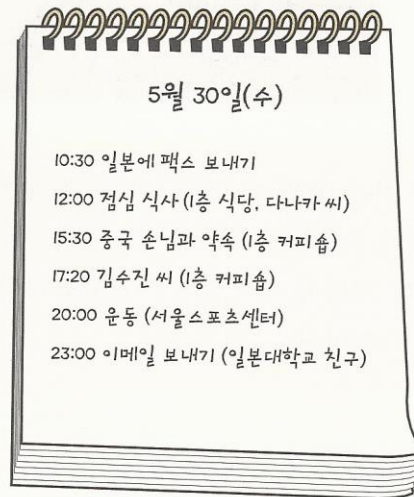 5월 30일(수)
10:30 일본에 팩스 보내기
12:00 점심 식사 (1층 식당, 다나카 씨)
15:30 중국 손님과 약속 (1층 커피숍)
17:20 김수진 씨 (1층 커피숍)
20:00 운동 (서울스포츠센터)
23:00 이메일 보내기 (일본대학교 친구)